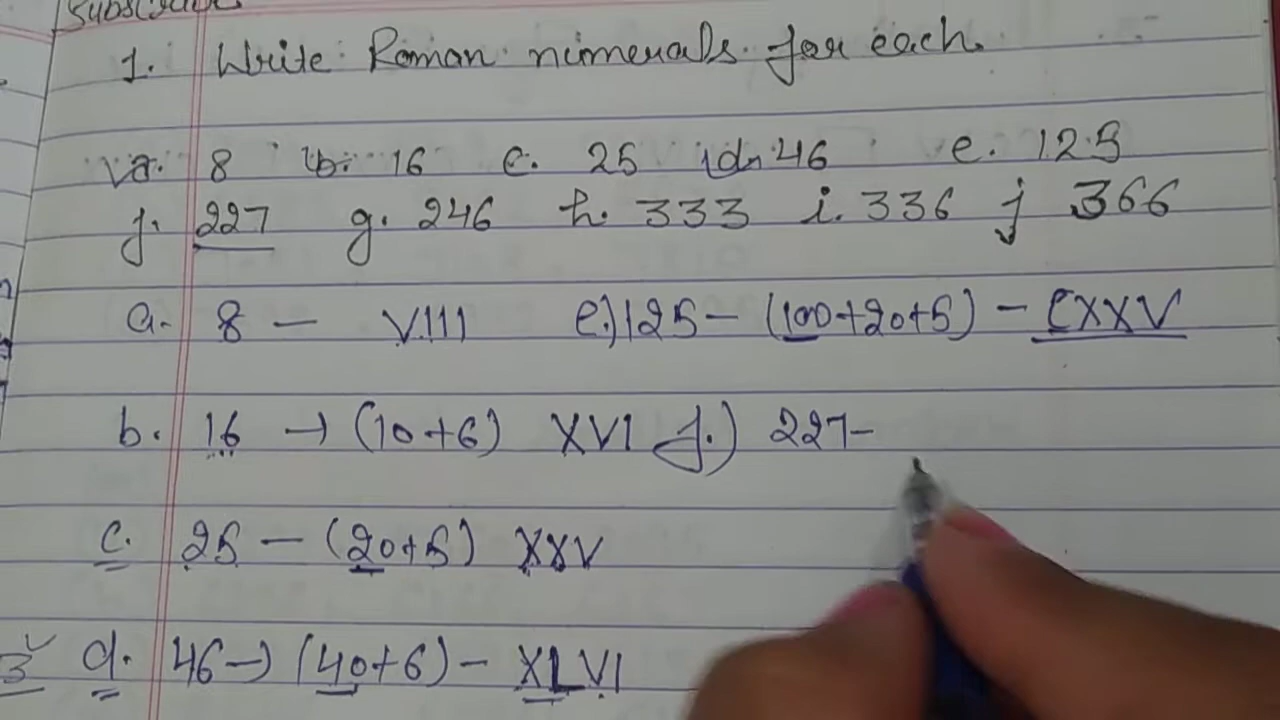 1. Write Roman numerals for each.
a. 8 b. 16 c. 25 d. 46 e. 125
f. 227 g. 246 h. 333 i. 336 j 366
a. 8 - VIII e.) 125 - (100+20+5) - CXXV
b. 16 → (10+6) XVI f.) 227-
c. 25 - (20+5) XXV
3 d. 46 → (40+6) - XLVI